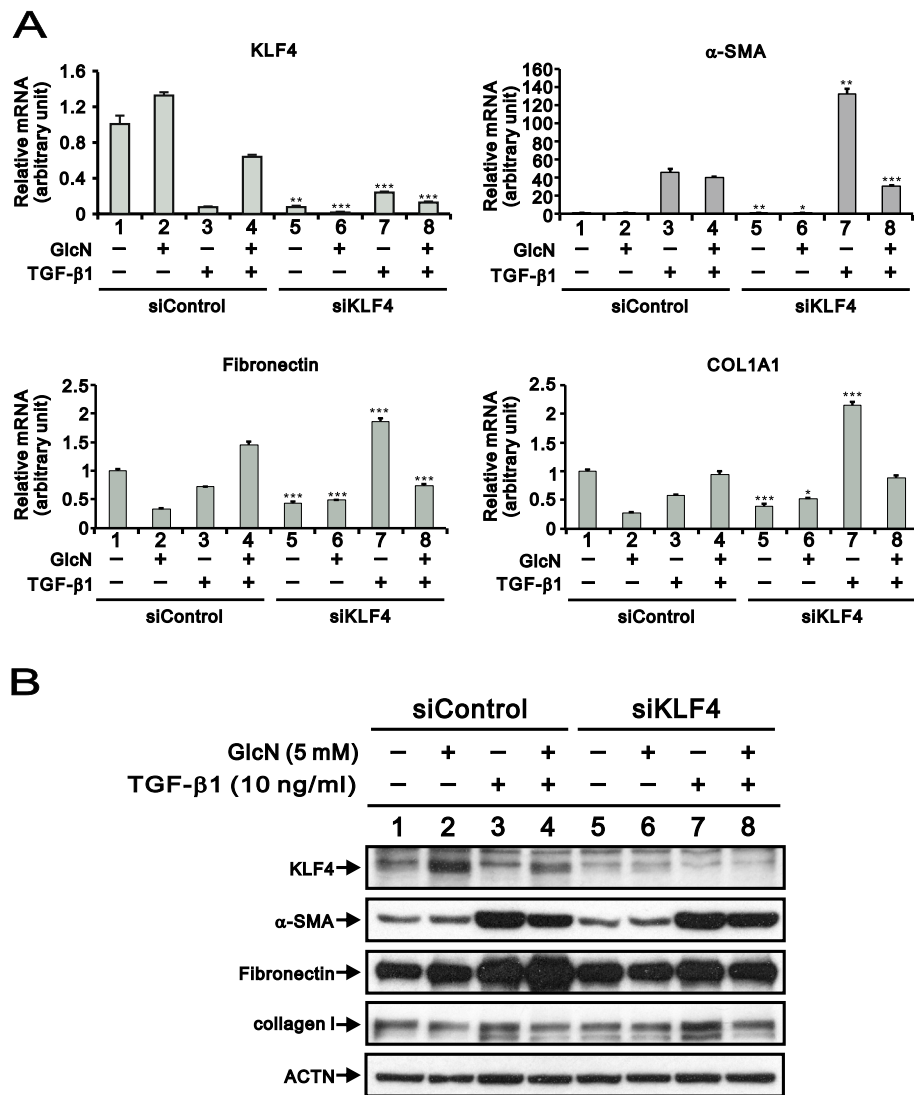 A
KLF4
Relative mRNA
(arbitrary unit)
1.6
1.2
0.8
0.4
0
** *** *** ***
1 2 3 4 5 6 7 8
GlcN − + − + − + − +
TGF-β1 − − + + − − + +
siControl siKLF4
α-SMA
Relative mRNA
(arbitrary unit)
160
140
120
100
80
60
40
20
0
** * ** ***
1 2 3 4 5 6 7 8
GlcN − + − + − + − +
TGF-β1 − − + + − − + +
siControl siKLF4
Fibronectin
Relative mRNA
(arbitrary unit)
2.5
2
1.5
1
0.5
0
*** *** *** ***
1 2 3 4 5 6 7 8
GlcN − + − + − + − +
TGF-β1 − − + + − − + +
siControl siKLF4
COL1A1
Relative mRNA
(arbitrary unit)
2.5
2
1.5
1
0.5
0
*** * ***
1 2 3 4 5 6 7 8
GlcN − + − + − + − +
TGF-β1 − − + + − − + +
siControl siKLF4
B
siControl siKLF4
GlcN (5 mM) − + − + − + − +
TGF-β1 (10 ng/ml) − − + + − − + +
1 2 3 4 5 6 7 8
KLF4
α-SMA
Fibronectin
collagen I
ACTN